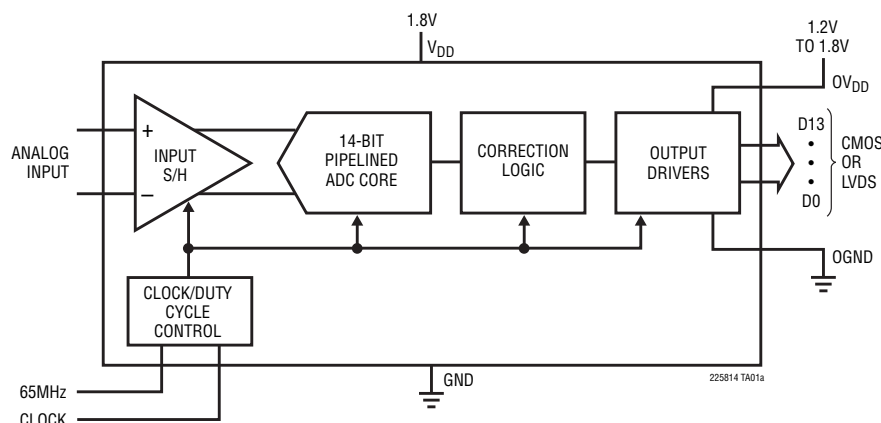 1.8V
VDD
1.2V
TO 1.8V
OVDD
ANALOG
INPUT
+
–
INPUT
S/H
14-BIT
PIPELINED
ADC CORE
CORRECTION
LOGIC
OUTPUT
DRIVERS
D13
•
•
•
D0
CMOS
OR
LVDS
OGND
CLOCK/DUTY
CYCLE
CONTROL
65MHz
CLOCK
GND
225814 TA01a